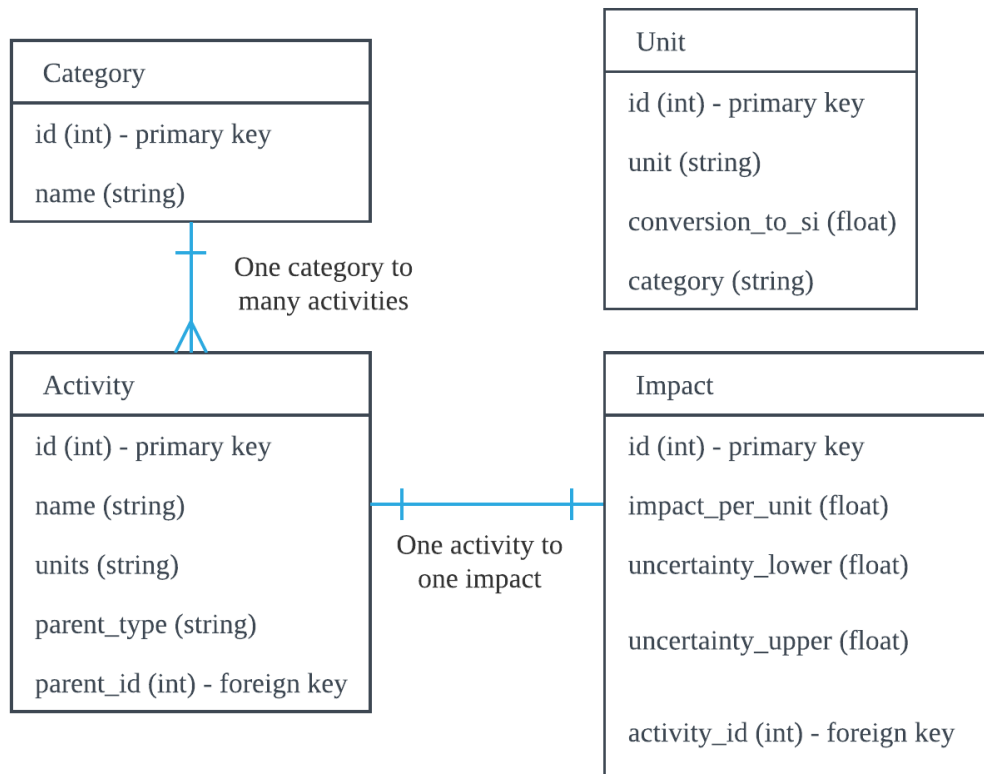 Category
id (int) - primary key
name (string)
One category to
many activities
Unit
id (int) - primary key
unit (string)
conversion_to_si (float)
category (string)
Activity
id (int) - primary key
name (string)
units (string)
parent_type (string)
parent_id (int) - foreign key
One activity to
one impact
Impact
id (int) - primary key
impact_per_unit (float)
uncertainty_lower (float)
uncertainty_upper (float)
activity_id (int) - foreign key